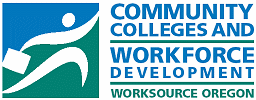 COMMUNITY
COLLEGES AND
WORKFORCE
DEVELOPMENT
WORKSOURCE OREGON